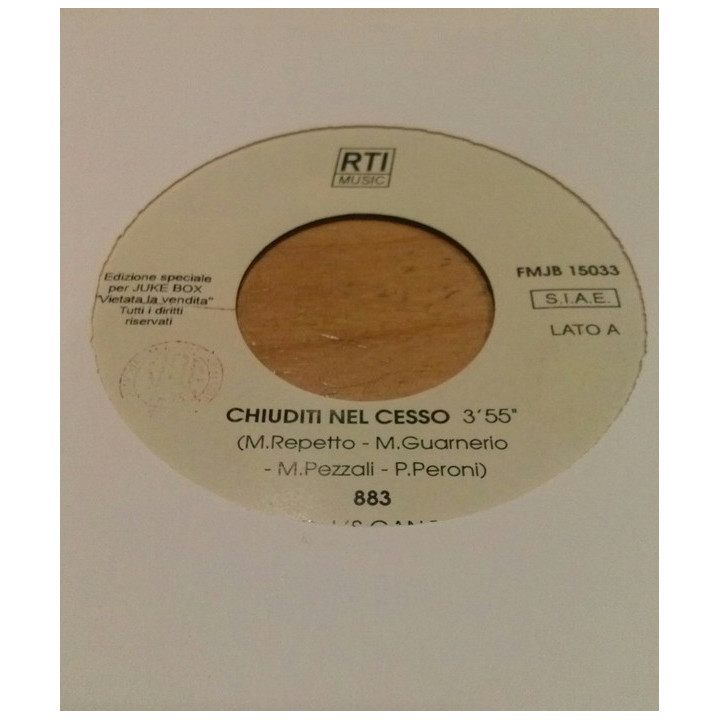 RTI
MUSIC
Edizione speciale
per JUKE BOX
"Vietata la vendita"
Tutti i diritti
riservati
FMJB 15033
S.I.A.E.
LATO A
CHIUDITI NEL CESSO 3'55"
(M.Repetto - M.Guarnerio
- M.Pezzali - P.Peroni)
883